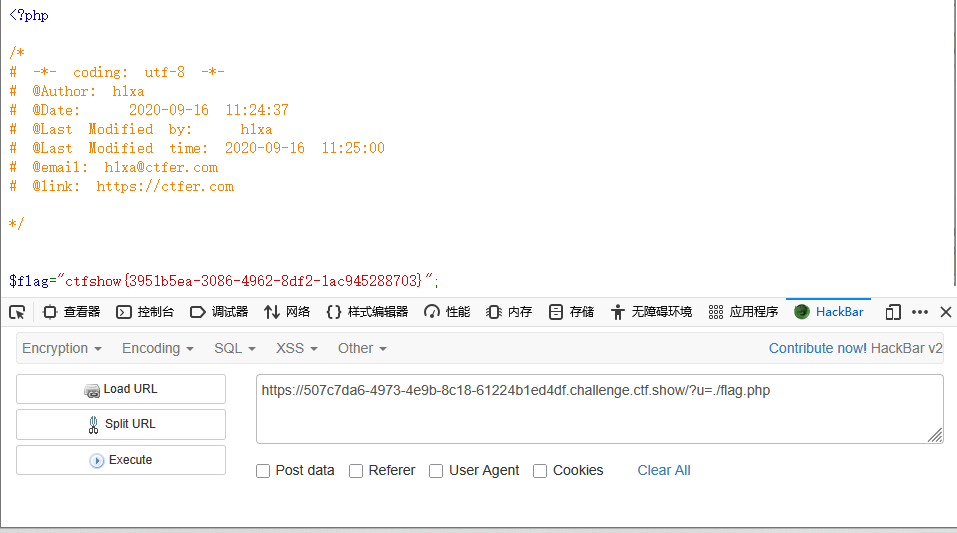 <?php
/*
# -*- coding: utf-8 -*-
# @Author: h1xa
# @Date: 2020-09-16 11:24:37
# @Last Modified by: h1xa
# @Last Modified time: 2020-09-16 11:25:00
# @email: h1xa@ctfer.com
# @link: https://ctfer.com
*/
$flag="ctfshow{3951b5ea-3086-4962-8df2-1ac945288703}";
查看器 控制台 调试器 网络 样式编辑器 性能 内存 存储 无障碍环境 应用程序 HackBar
Encryption Encoding SQL XSS Other Contribute now! HackBar v2
Load URL
https://507c7da6-4973-4e9b-8c18-61224b1ed4df.challenge.ctf.show/?u=./flag.php
Split URL
Execute
Post data Referer User Agent Cookies Clear All